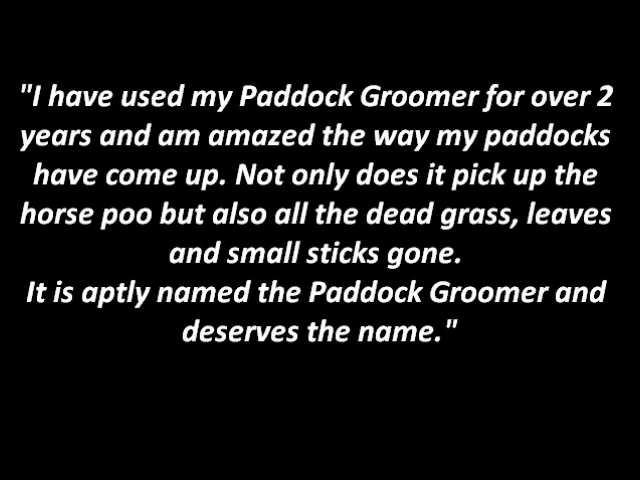 "I have used my Paddock Groomer for over 2
years and am amazed the way my paddocks
have come up. Not only does it pick up the
horse poo but also all the dead grass, leaves
and small sticks gone.
It is aptly named the Paddock Groomer and
deserves the name."